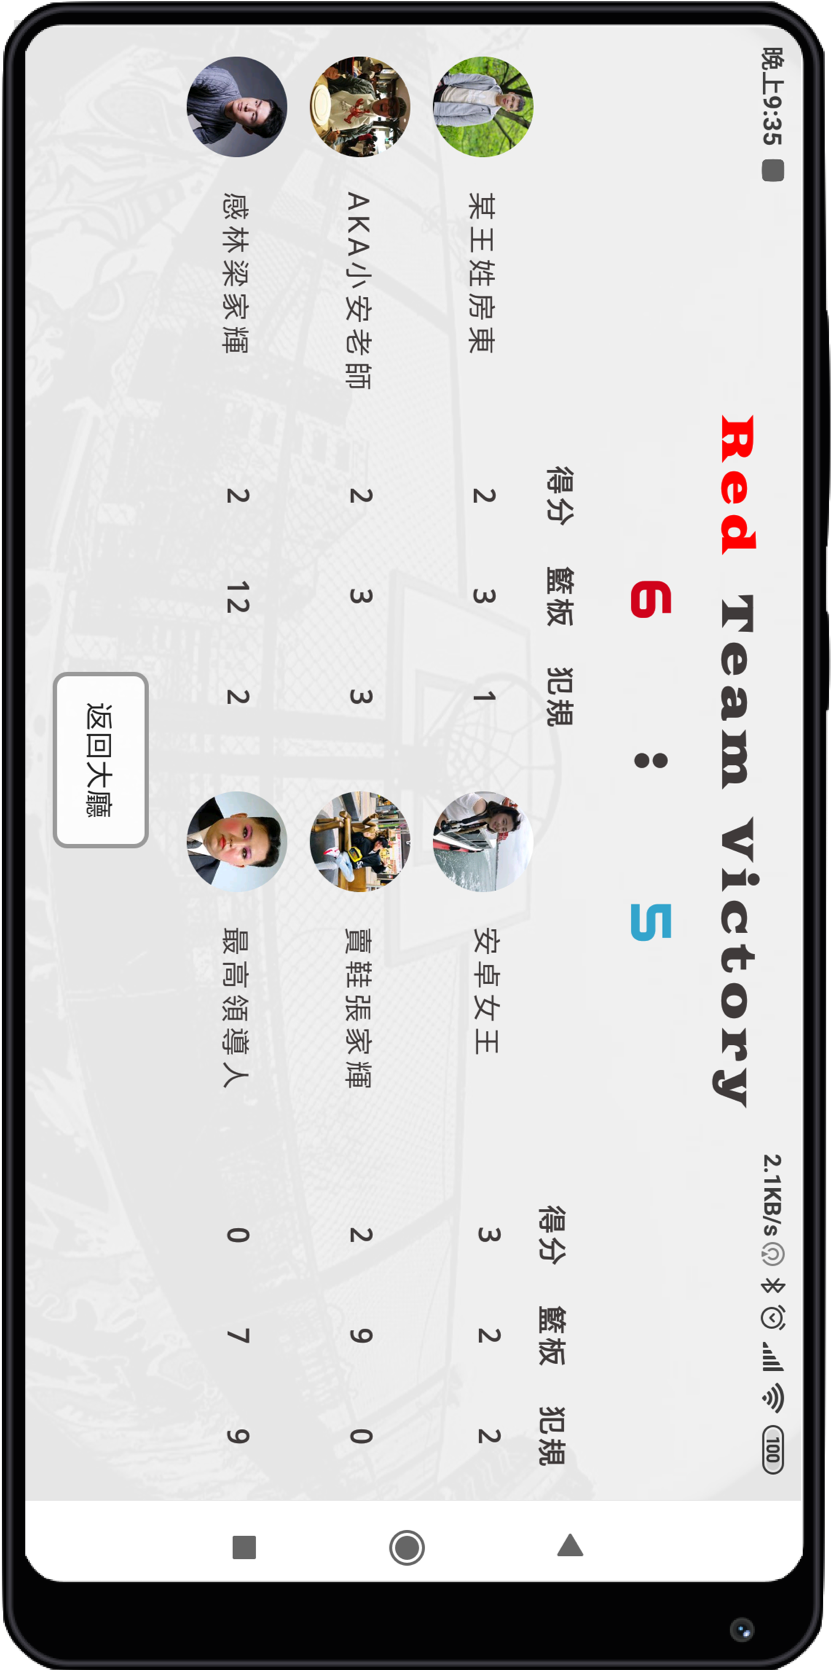 晚上9:35
2.1KB/s 100
Red Team Victory
6 : 5
得分 籃板 犯規
得分 籃板 犯規
某王姓房東 2 3 1
安卓女王 3 2 2
AKA小安老師 2 3 3
賣鞋張家輝 2 9 0
感林梁家輝 2 12 2
最高領導人 0 7 9
返回大廳